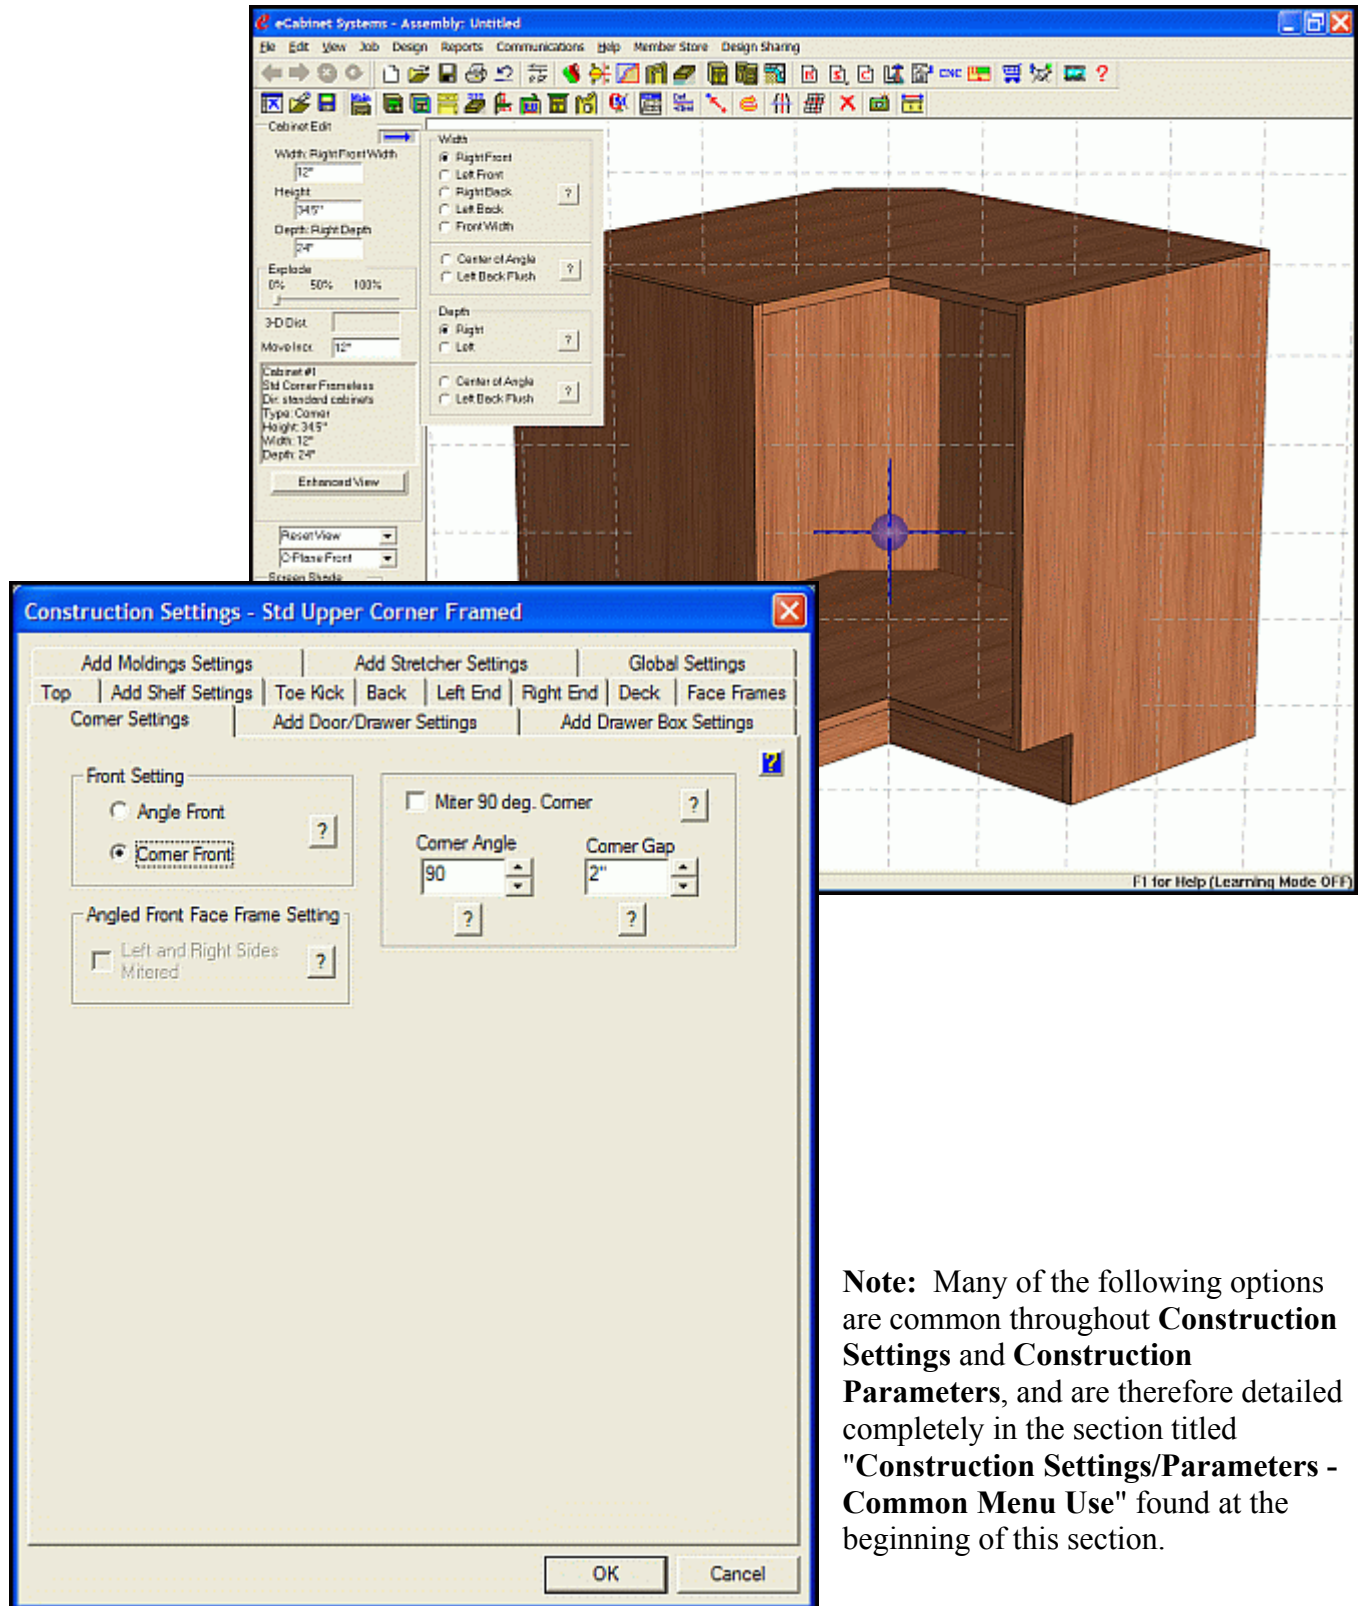 eCabinet Systems - Assembly: Untitled
File Edit View Job Design Reports Communications Help Member Store Design Sharing
CNC
Cabinet Edit
Width: Right Front Width
12"
Height
34.5"
Depth: Right Depth
24"
Explode
0% 50% 100%
3-D Dist.
Move Incr. 12"
Cabinet #1
Std Corner Frameless
Dir: standard cabinets
Type: Corner
Height: 34.5"
Width: 12"
Depth: 24"
Enhanced View
Reset View
C-Plane Front
Screen Shade
Width
Right Front
Left Front
Right Back
Left Back
Front Width
Center of Angle
Left Back Flush
Depth
Right
Left
Center of Angle
Left Back Flush
F1 for Help (Learning Mode OFF)
Construction Settings - Std Upper Corner Framed
Add Moldings Settings Add Stretcher Settings Global Settings
Top Add Shelf Settings Toe Kick Back Left End Right End Deck Face Frames
Corner Settings Add Door/Drawer Settings Add Drawer Box Settings
Front Setting
Angle Front
Corner Front
?
Miter 90 deg. Corner ?
Corner Angle Corner Gap
90 2"
? ?
Angled Front Face Frame Setting
Left and Right Sides
Mitered
?
OK Cancel
Note: Many of the following options
are common throughout Construction
Settings and Construction
Parameters, and are therefore detailed
completely in the section titled
"Construction Settings/Parameters -
Common Menu Use" found at the
beginning of this section.